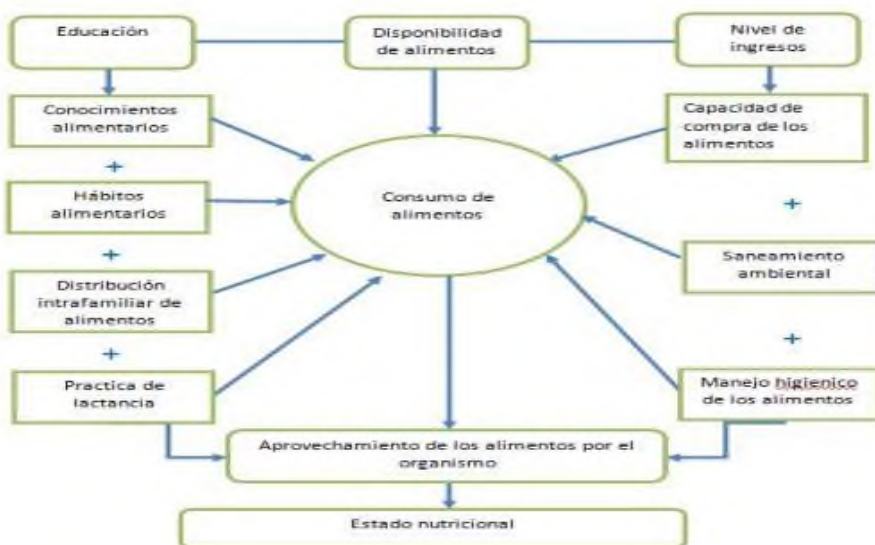 Educación
Disponibilidad
de alimentos
Nivel de
ingresos
Conocimientos
alimentarios
+
Hábitos
alimentarios
+
Distribución
intrafamiliar de
alimentos
+
Practica de
lactancia
Consumo de
alimentos
Capacidad de
compra de los
alimentos
+
Saneamiento
ambiental
+
Manejo higienico
de los alimentos
Aprovechamiento de los alimentos por el
organismo
Estado nutricional